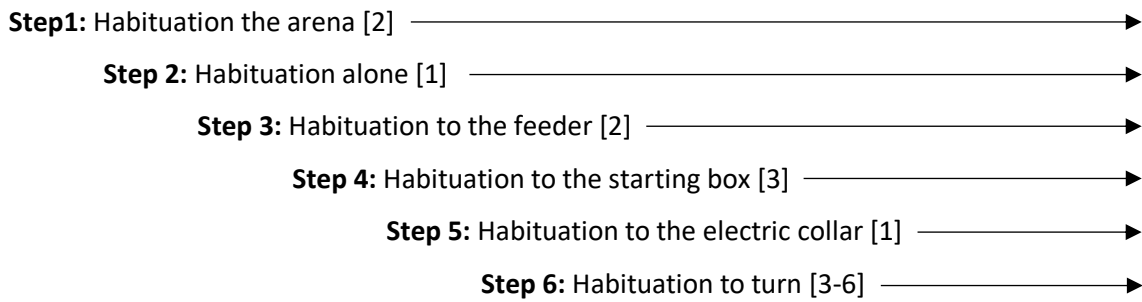 Step1: Habituation the arena [2]
Step 2: Habituation alone [1]
Step 3: Habituation to the feeder [2]
Step 4: Habituation to the starting box [3]
Step 5: Habituation to the electric collar [1]
Step 6: Habituation to turn [3-6]